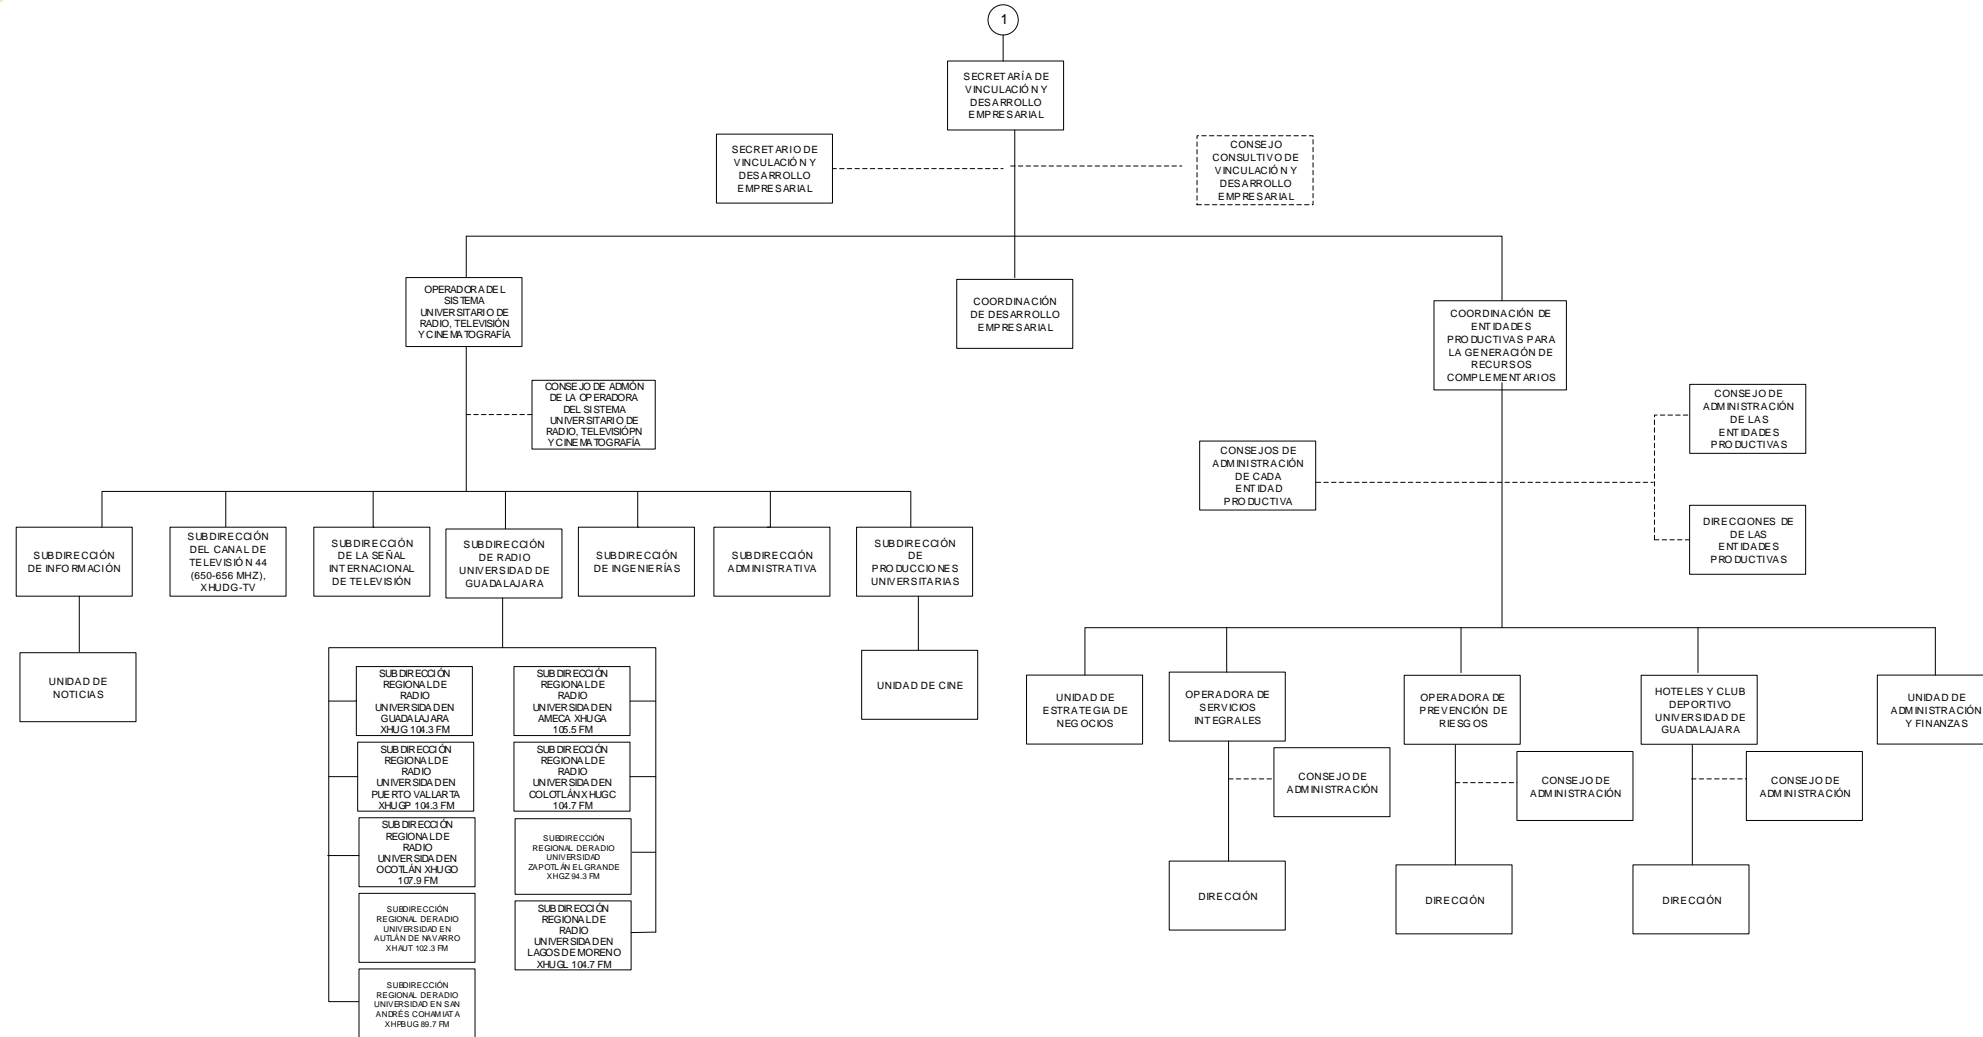 1
SECRETARÍA DE
VINCULACIÓN Y
DESARROLLO
EMPRESARIAL
SECRETARIO DE
VINCULACIÓN Y
DESARROLLO
EMPRESARIAL
CONSEJO
CONSULTIVO DE
VINCULACIÓN Y
DESARROLLO
EMPRESARIAL
OPERADORA DEL
SISTEMA
UNIVERSITARIO DE
RADIO, TELEVISIÓN
Y CINEMATOGRAFÍA
COORDINACIÓN
DE DESARROLLO
EMPRESARIAL
COORDINACIÓN DE
ENTIDADES
PRODUCTIVAS PARA
LA GENERACIÓN DE
RECURSOS
COMPLEMENTARIOS
CONSEJO DE ADMÓN
DE LA OPERADORA
DEL SISTEMA
UNIVERSITARIO DE
RADIO, TELEVISIÓPN
Y CINEMATOGRAFÍA
CONSEJO DE
ADMINISTRACIÓN
DE LAS
ENTIDADES
PRODUCTIVAS
CONSEJOS DE
ADMINISTRACIÓN
DE CADA
ENTIDAD
PRODUCTIVA
DIRECCIONES DE
DE LAS
ENTIDADES
PRODUCTIVAS
SUBDIRECCIÓN
DE INFORMACIÓN
SUBDIRECCIÓN
DEL CANAL DE
TELEVISIÓN 44
(650-656 MHZ),
XHUDG-TV
SUBDIRECCIÓN
DE LA SEÑAL
INTERNACIONAL
DE TELEVISIÓN
SUBDIRECCIÓN
DE RADIO
UNIVERSIDAD DE
GUADALAJARA
SUBDIRECCIÓN
DE INGENIERÍAS
SUBDIRECCIÓN
ADMINISTRATIVA
SUBDIRECCIÓN
DE
PRODUCCIONES
UNIVERSITARIAS
UNIDAD DE
NOTICIAS
UNIDAD DE CINE
SUBDIRECCIÓN
REGIONAL DE
RADIO
UNIVERSIDAD EN
GUADALAJARA
XHUG 104.3 FM
SUBDIRECCIÓN
REGIONAL DE
RADIO
UNIVERSIDAD EN
AMECA XHUGA
105.5 FM
SUBDIRECCIÓN
REGIONAL DE
RADIO
UNIVERSIDAD EN
PUERTO VALLARTA
XHUGP 104.3 FM
SUBDIRECCIÓN
REGIONAL DE
RADIO
UNIVERSIDAD EN
COLOTLÁN XHUGC
104.7 FM
SUBDIRECCIÓN
REGIONAL DE
RADIO
UNIVERSIDAD EN
OCOTLÁN XHUGO
107.9 FM
SUBDIRECCIÓN
REGIONAL DE RADIO
UNIVERSIDAD
ZAPOTLÁN EL GRANDE
XHGZ 94.3 FM
SUBDIRECCIÓN
REGIONAL DE RADIO
UNIVERSIDAD EN
AUTLÁN DE NAVARRO
XHAUT 102.3 FM
SUBDIRECCIÓN
REGIONAL DE
RADIO
UNIVERSIDAD EN
LAGOS DE MORENO
XHUGL 104.7 FM
SUBDIRECCIÓN
REGIONAL DE RADIO
UNIVERSIDAD EN SAN
ANDRÉS COHAMIATA
XHPBUG 89.7 FM
UNIDAD DE
ESTRATEGIA DE
NEGOCIOS
OPERADORA DE
SERVICIOS
INTEGRALES
OPERADORA DE
PREVENCIÓN DE
RIESGOS
HOTELES Y CLUB
DEPORTIVO
UNIVERSIDAD DE
GUADALAJARA
UNIDAD DE
ADMINISTRACIÓN
Y FINANZAS
CONSEJO DE
ADMINISTRACIÓN
CONSEJO DE
ADMINISTRACIÓN
CONSEJO DE
ADMINISTRACIÓN
DIRECCIÓN
DIRECCIÓN
DIRECCIÓN